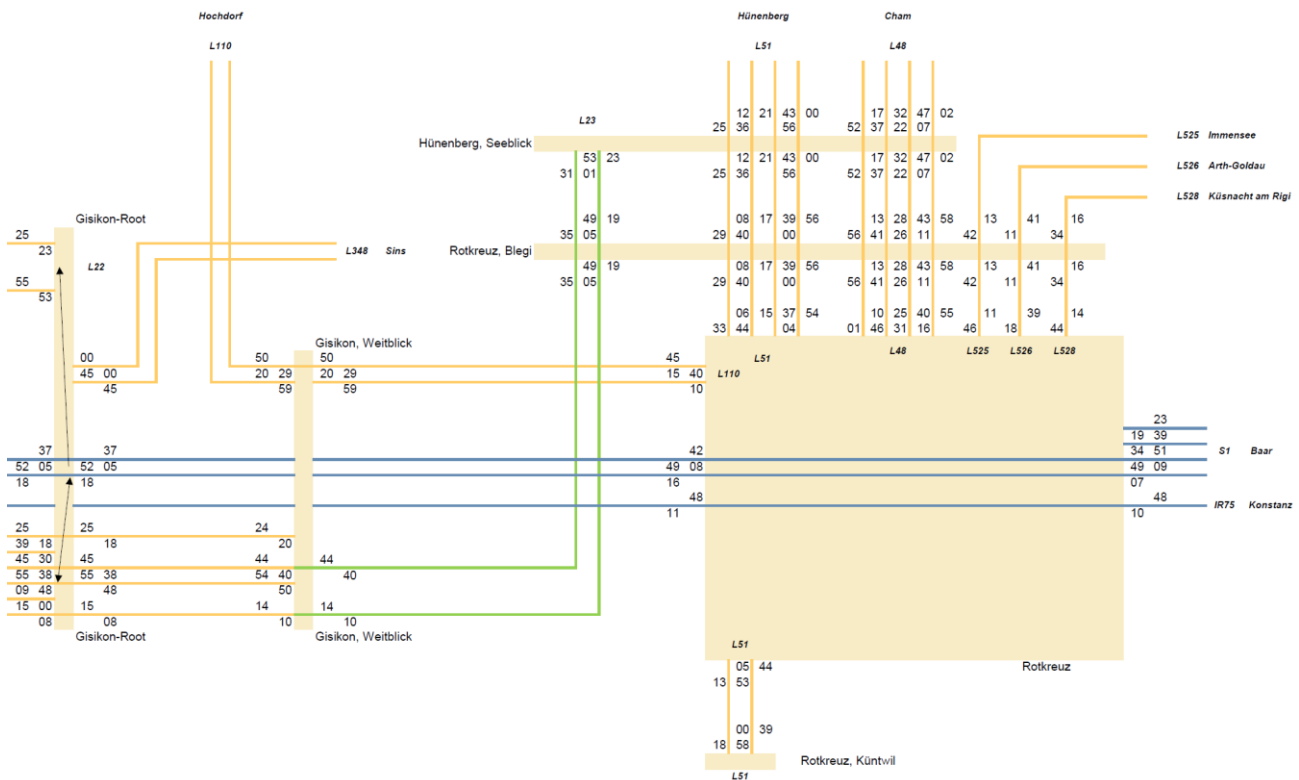 Hochdorf Hünenberg Cham
L110 L51 L48
12 21 43 00 17 32 47 02
L23 25 36 56 52 37 22 07
Hünenberg, Seeblick L525 Immensee
53 23 12 21 43 00 17 32 47 02
31 01 25 36 56 52 37 22 07 L526 Arth-Goldau
L528 Küsnacht am Rigi
Gisikon-Root 49 19 08 17 39 56 13 28 43 58 13 41 16
25 35 05 29 40 00 56 41 26 11 42 11 34
23 L348 Sins Rotkreuz, Blegi
L22 49 19 08 17 39 56 13 28 43 58 13 41 16
55 35 05 29 40 00 56 41 26 11 42 11 34
53
06 15 37 54 10 25 40 55 11 39 14
33 44 04 01 46 31 16 46 18 44
Gisikon, Weitblick L51 L48 L525 L526 L528
00 50 50 45
45 00 20 29 20 29 15 40 L110
45 59 59 10
23
19 39
37 37 42 34 51 S1 Baar
52 05 52 05 49 08 49 09
18 18 16 07
48 48
11 10 IR75 Konstanz
25 25 24
39 18 18 20
45 30 45 44 44
55 38 55 38 54 40 40
09 48 48 50
15 00 15 14 14
08 08 10 10
Gisikon-Root Gisikon, Weitblick
L51
05 44 Rotkreuz
13 53
00 39
18 58
Rotkreuz, Küntwil
L51